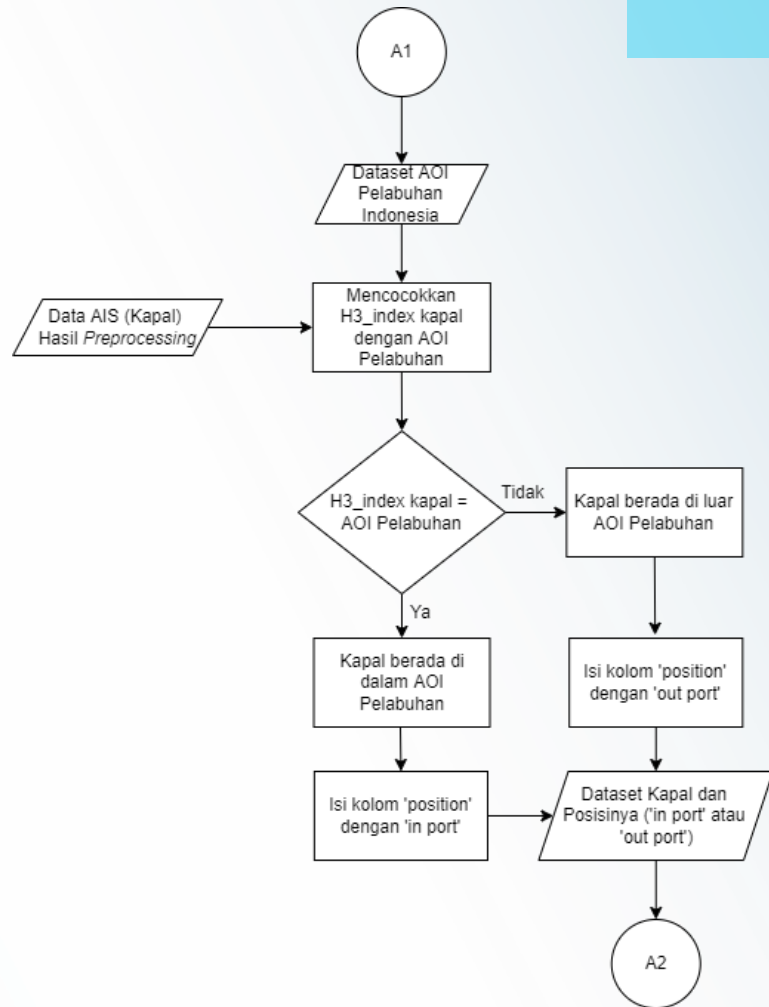 A1
Dataset AOI
Pelabuhan
Indonesia
Data AIS (Kapal)
Hasil Preprocessing
Mencocokkan
H3_index kapal
dengan AOI
Pelabuhan
H3_index kapal =
AOI Pelabuhan
Tidak
Kapal berada di luar
AOI Pelabuhan
Ya
Kapal berada di
dalam AOI
Pelabuhan
Isi kolom 'position'
dengan 'out port'
Isi kolom 'position'
dengan 'in port'
Dataset Kapal dan
Posisinya ('in port' atau
'out port')
A2